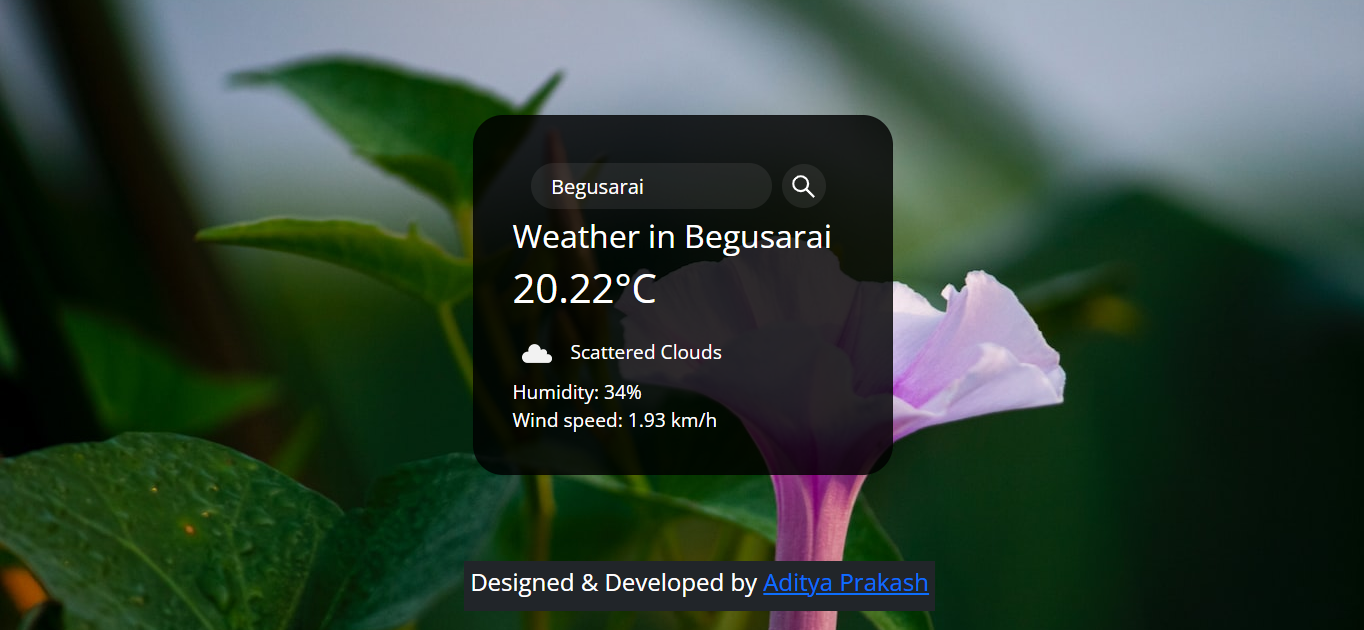 Begusarai
Weather in Begusarai
20.22°C
Scattered Clouds
Humidity: 34%
Wind speed: 1.93 km/h
Designed & Developed by Aditya Prakash